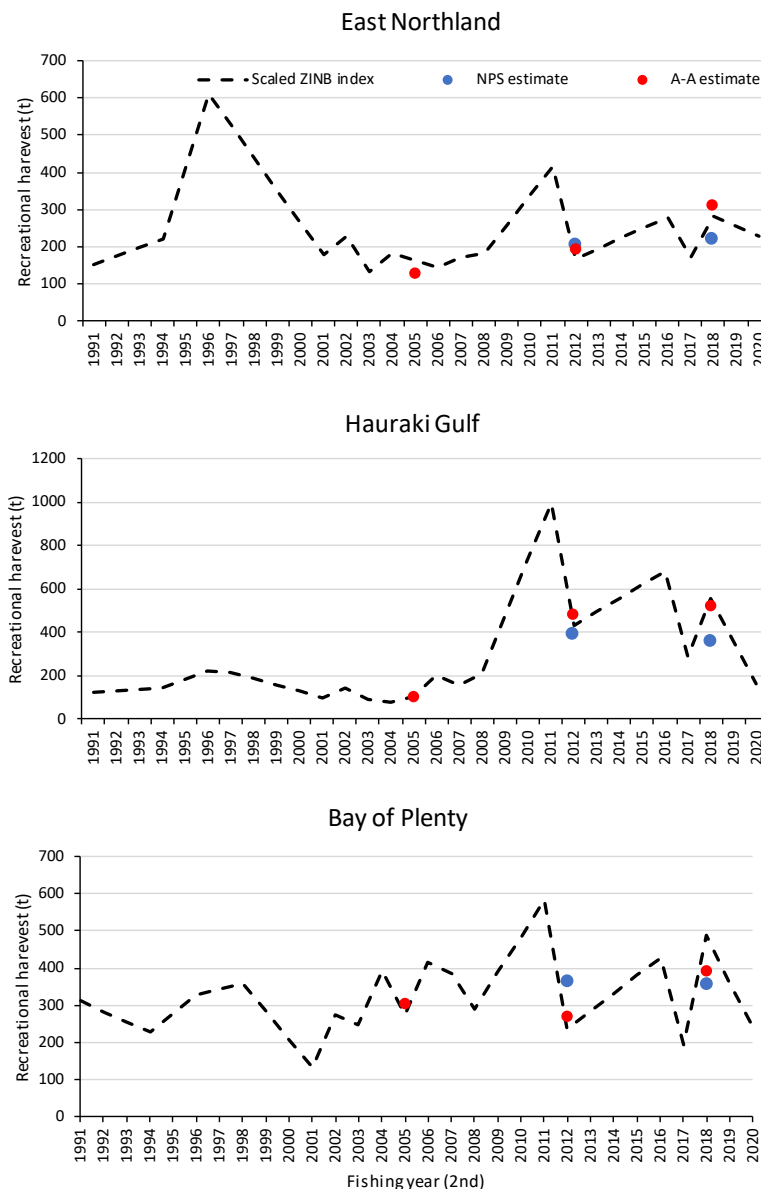 East Northland
700
600
500
400
300
200
100
0
Recreational harevest (t)
Scaled ZINB index NPS estimate A-A estimate
1991 1992 1993 1994 1995 1996 1997 1998 1999 2000 2001 2002 2003 2004 2005 2006 2007 2008 2009 2010 2011 2012 2013 2014 2015 2016 2017 2018 2019 2020
Hauraki Gulf
1200
1000
800
600
400
200
0
Recreational harevest (t)
1991 1992 1993 1994 1995 1996 1997 1998 1999 2000 2001 2002 2003 2004 2005 2006 2007 2008 2009 2010 2011 2012 2013 2014 2015 2016 2017 2018 2019 2020
Bay of Plenty
700
600
500
400
300
200
100
0
Recreational harevest (t)
1991 1992 1993 1994 1995 1996 1997 1998 1999 2000 2001 2002 2003 2004 2005 2006 2007 2008 2009 2010 2011 2012 2013 2014 2015 2016 2017 2018 2019 2020
Fishing year (2nd)